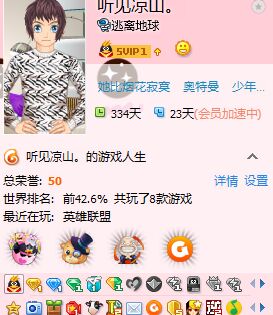 听见凉山。
逃离地球
SVIP1
她比烟花寂寞 奥特曼 少年
334天 23天(会员加速中)
听见凉山。的游戏人生
总荣誉: 50 详情 设置
世界排名: 前42.6% 共玩了8款游戏
最近在玩: 英雄联盟